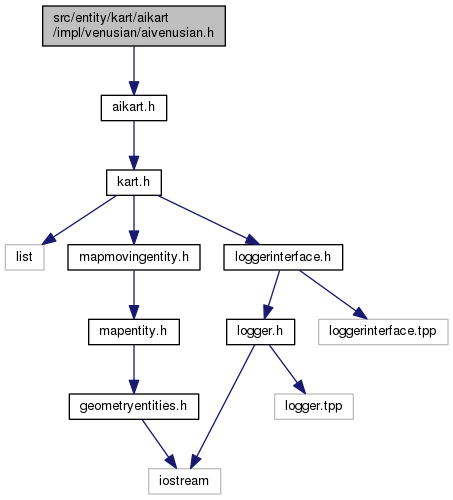 src/entity/kart/aikart
/impl/venusian/aivenusian.h
aikart.h
kart.h
list
mapmovingentity.h
loggerinterface.h
mapentity.h
logger.h
loggerinterface.tpp
geometryentities.h
logger.tpp
iostream